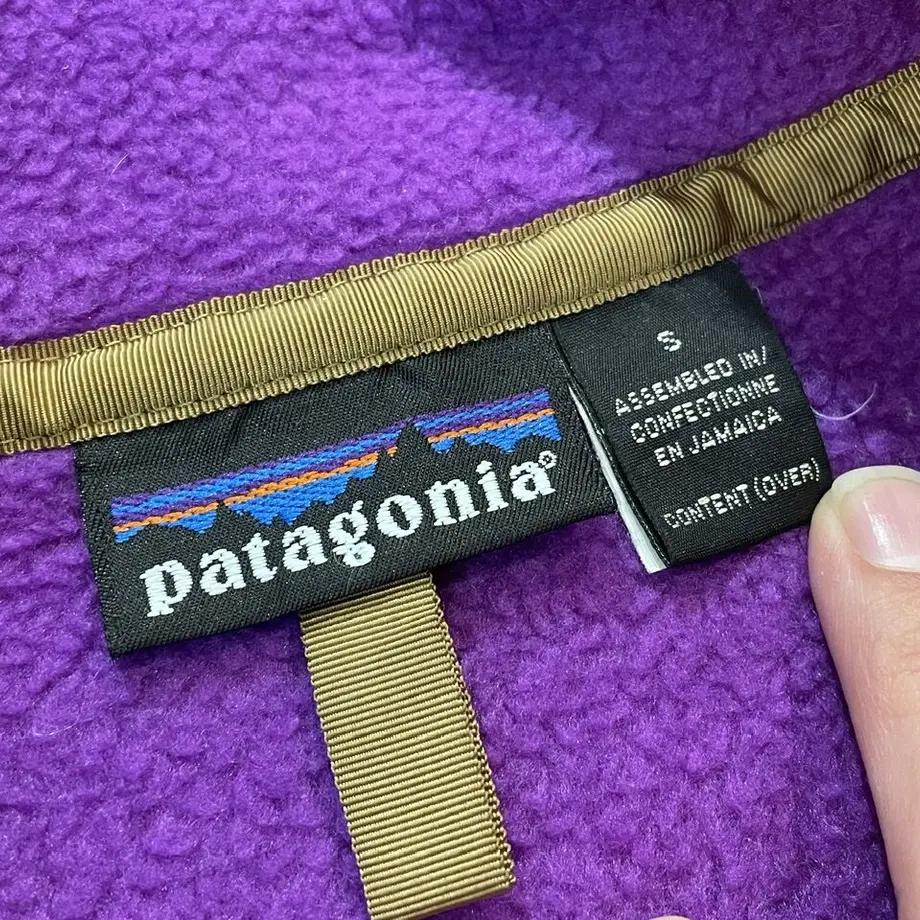 patagonia®
S
ASSEMBLED IN/
CONFECTIONNE
EN JAMAICA
CONTENT (OVER)